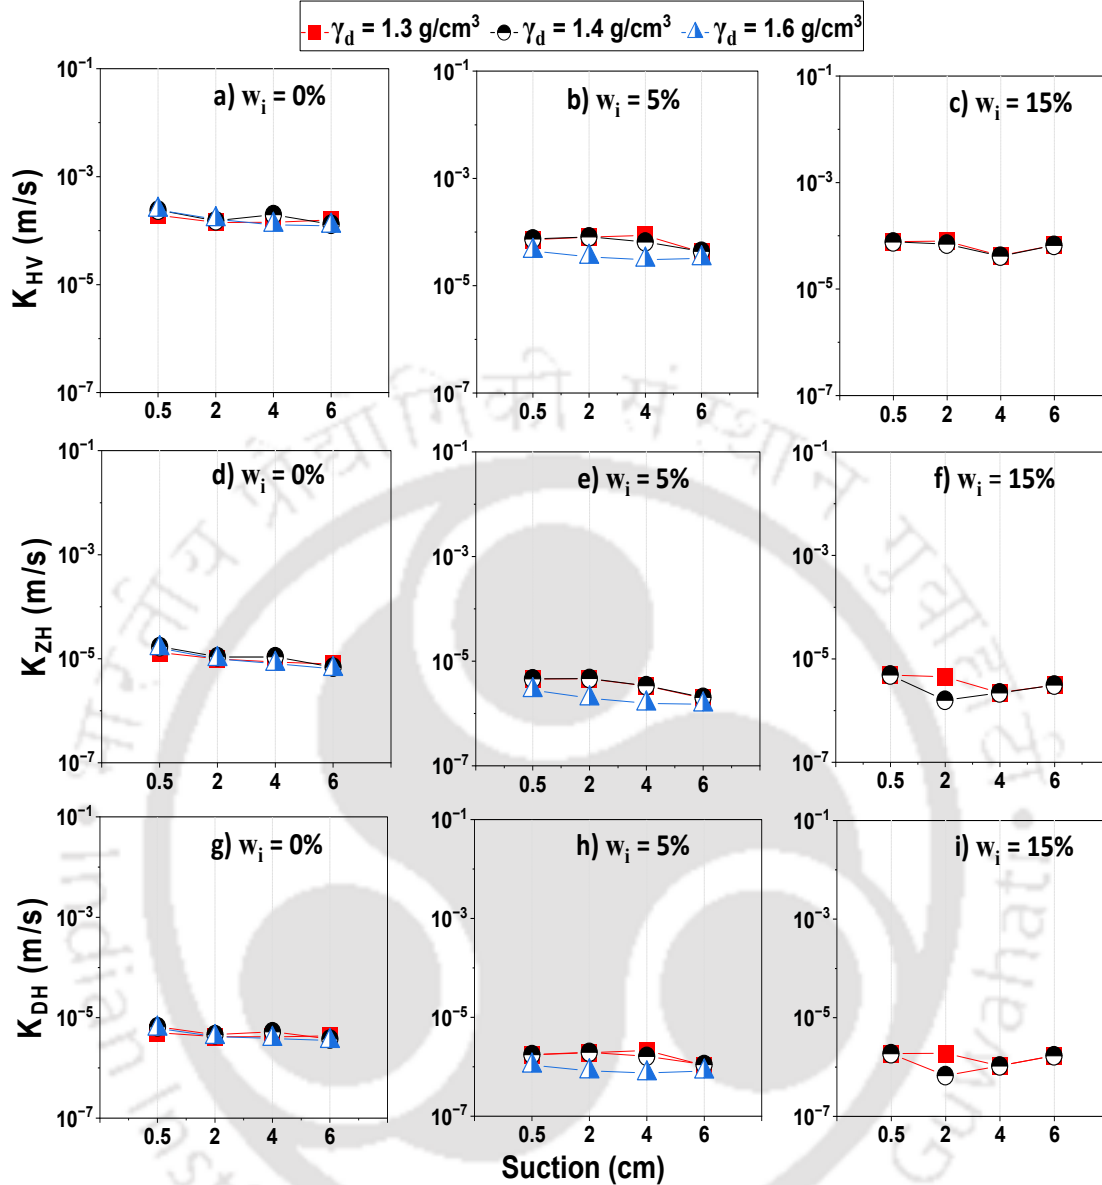 γd = 1.3 g/cm³ γd = 1.4 g/cm³ γd = 1.6 g/cm³
a) wi = 0%
b) wi = 5%
c) wi = 15%
KHV (m/s)
10⁻¹
10⁻³
10⁻⁵
10⁻⁷
0.5 2 4 6
10⁻¹
10⁻³
10⁻⁵
10⁻⁷
0.5 2 4 6
10⁻¹
10⁻³
10⁻⁵
10⁻⁷
0.5 2 4 6
d) wi = 0%
e) wi = 5%
f) wi = 15%
KZH (m/s)
10⁻¹
10⁻³
10⁻⁵
10⁻⁷
0.5 2 4 6
10⁻¹
10⁻³
10⁻⁵
10⁻⁷
0.5 2 4 6
10⁻¹
10⁻³
10⁻⁵
10⁻⁷
0.5 2 4 6
g) wi = 0%
h) wi = 5%
i) wi = 15%
KDH (m/s)
10⁻¹
10⁻³
10⁻⁵
10⁻⁷
0.5 2 4 6
10⁻¹
10⁻³
10⁻⁵
10⁻⁷
0.5 2 4 6
10⁻¹
10⁻³
10⁻⁵
10⁻⁷
0.5 2 4 6
Suction (cm)
भारतीय प्रौद्योगिकी संस्थान गुवाहाटी
Indian Inst
Guwahati